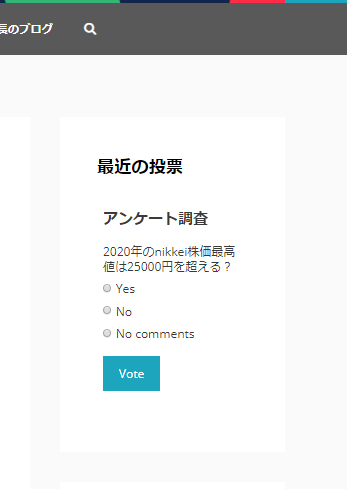 長のブログ
最近の投票
アンケート調査
2020年のnikkei株価最高
値は25000円を超える？
Yes
No
No comments
Vote